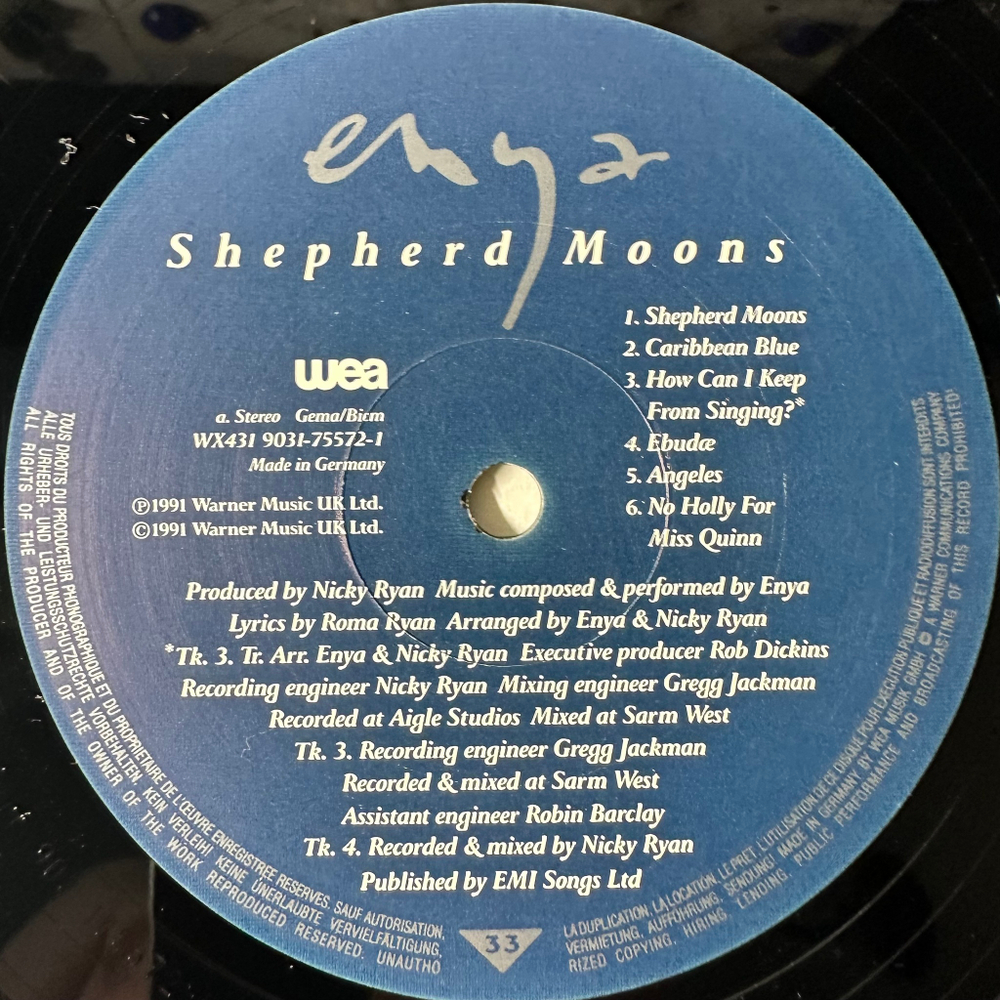 enya
Shepherd Moons
wea
a. Stereo Gema/Biem
WX431 9031-75572-1
Made in Germany
℗1991 Warner Music UK Ltd.
©1991 Warner Music UK Ltd.
1. Shepherd Moons
2. Caribbean Blue
3. How Can I Keep
From Singing?*
4. Ebudæ
5. Angeles
6. No Holly For
Miss Quinn
Produced by Nicky Ryan Music composed & performed by Enya
Lyrics by Roma Ryan Arranged by Enya & Nicky Ryan
*Tk. 3. Tr. Arr. Enya & Nicky Ryan Executive producer Rob Dickins
Recording engineer Nicky Ryan Mixing engineer Gregg Jackman
Recorded at Aigle Studios Mixed at Sarm West
Tk. 3. Recording engineer Gregg Jackman
Recorded & mixed at Sarm West
Assistant engineer Robin Barclay
Tk. 4. Recorded & mixed by Nicky Ryan
Published by EMI Songs Ltd
33
TOUS DROITS DU PRODUCTEUR PHONOGRAPHIQUE ET DU PROPRIETAIRE DE L'ŒUVRE ENREGISTREE RESERVES. SAUF AUTORISATION,
LA DUPLICATION, LA LOCATION, LE PRET, L'UTILISATION DE CE DISQUE POUR EXECUTION PUBLIQUE ET RADIODIFFUSION SONT INTERDITS
ALLE URHEBER- UND LEISTUNGSSCHUTZRECHTE VORBEHALTEN. KEIN VERLEIH! KEINE UNERLAUBTE VERVIELFÄLTIGUNG,
VERMIETUNG, AUFFÜHRUNG, SENDUNG! MADE IN GERMANY BY WEA MUSIK GMBH A WARNER COMMUNICATIONS COMPANY
ALL RIGHTS OF THE PRODUCER AND OF THE OWNER OF THE WORK REPRODUCED RESERVED. UNAUTHO
RIZED COPYING, HIRING, LENDING, PUBLIC PERFORMANCE AND BROADCASTING OF THIS RECORD PROHIBITED!